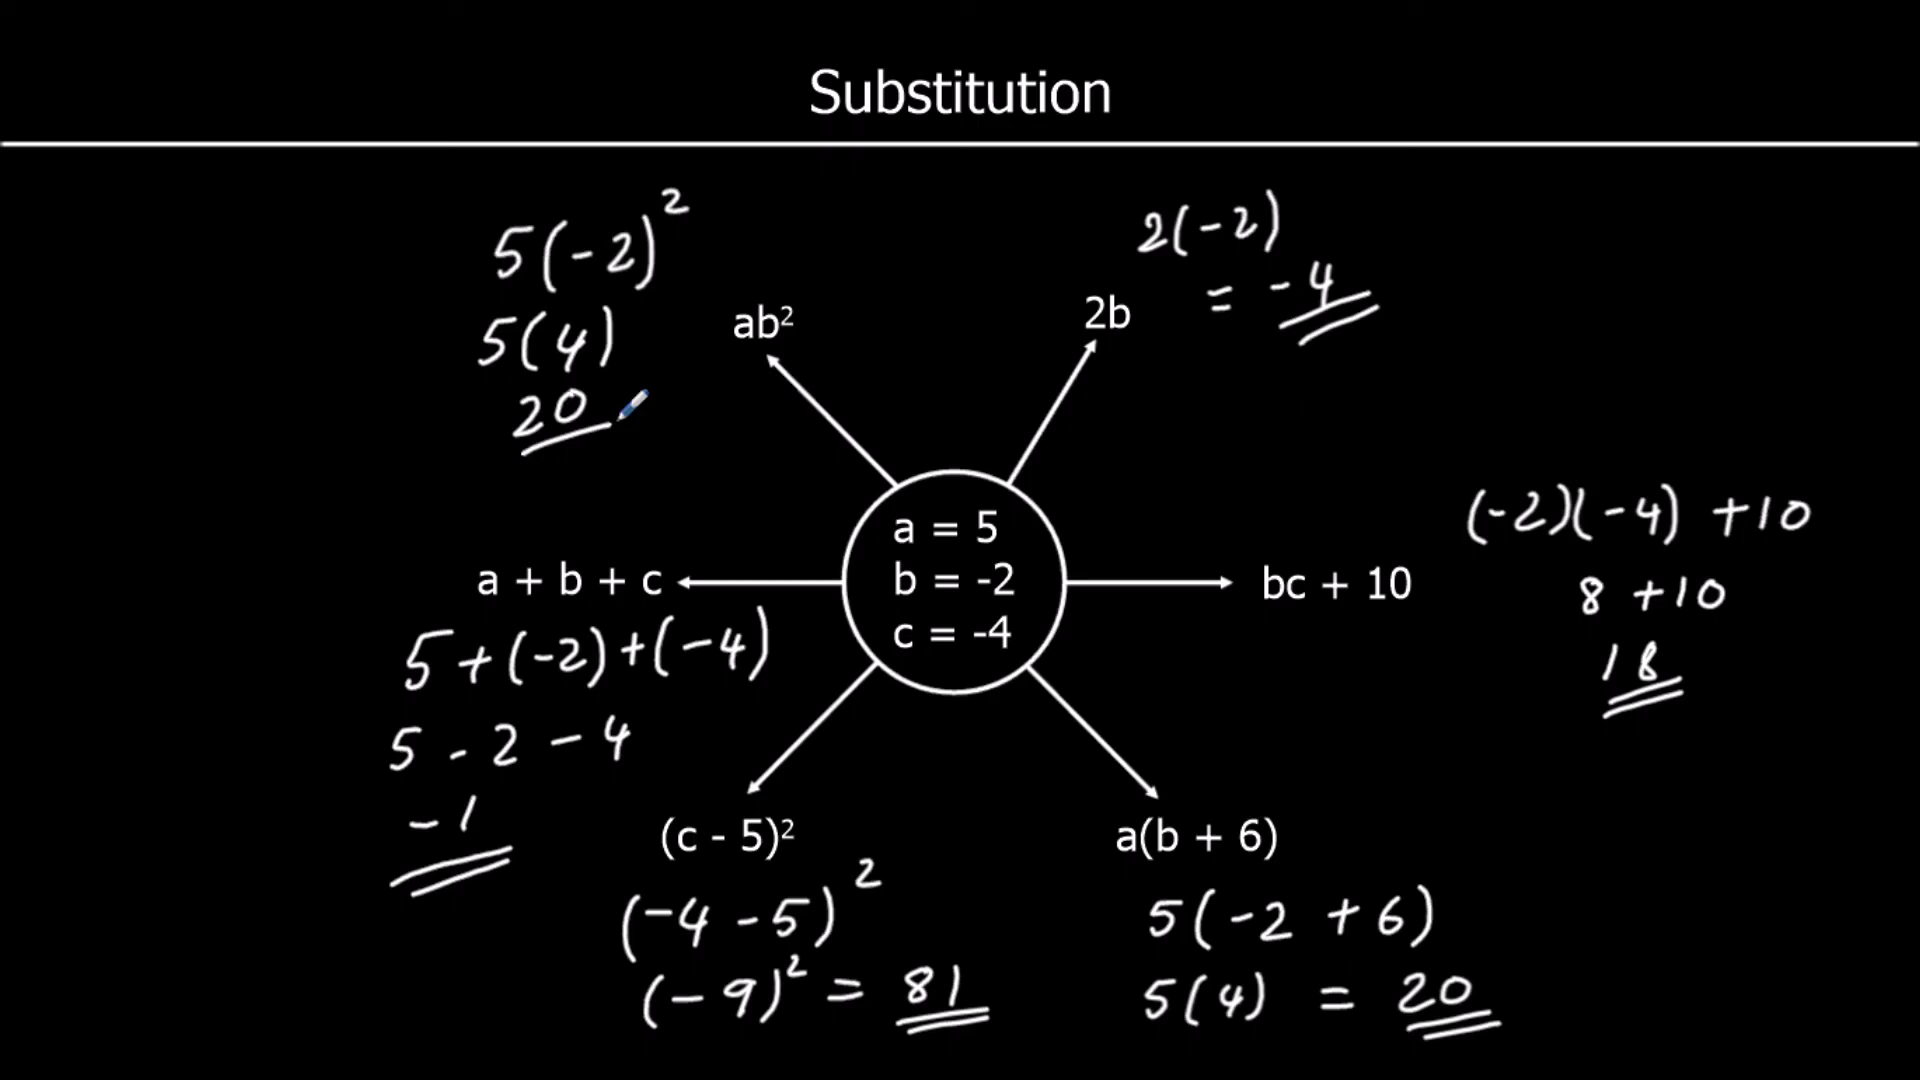 Substitution
5(-2)²
5(4)
20
ab²
2(-2)
= -4
2b
a = 5
b = -2
c = -4
a + b + c
5+(-2)+(-4)
5 - 2 - 4
-1
bc + 10
(-2)(-4) +10
8 +10
18
(c - 5)²
(-4 -5)²
(-9)² = 81
a(b + 6)
5(-2 + 6)
5(4) = 20